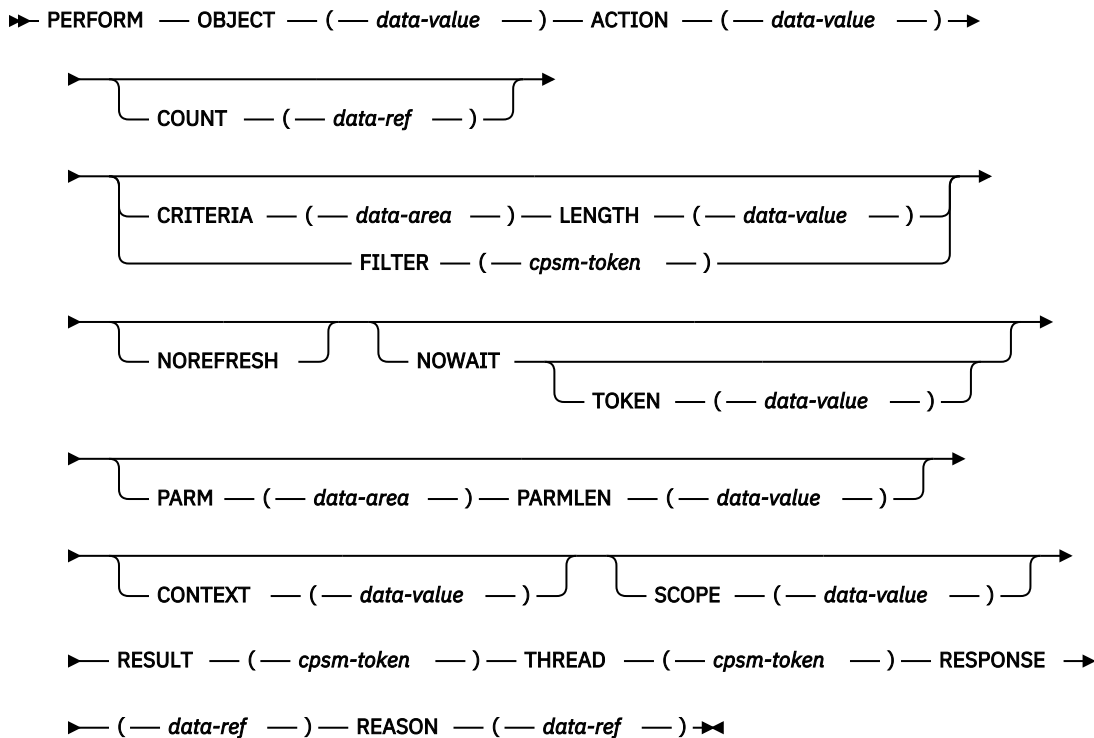 PERFORM OBJECT ( data-value ) ACTION ( data-value )
COUNT ( data-ref )
CRITERIA ( data-area ) LENGTH ( data-value )
FILTER ( cpsm-token )
NOREFRESH NOWAIT
TOKEN ( data-value )
PARM ( data-area ) PARMLEN ( data-value )
CONTEXT ( data-value ) SCOPE ( data-value )
RESULT ( cpsm-token ) THREAD ( cpsm-token ) RESPONSE
( data-ref ) REASON ( data-ref )